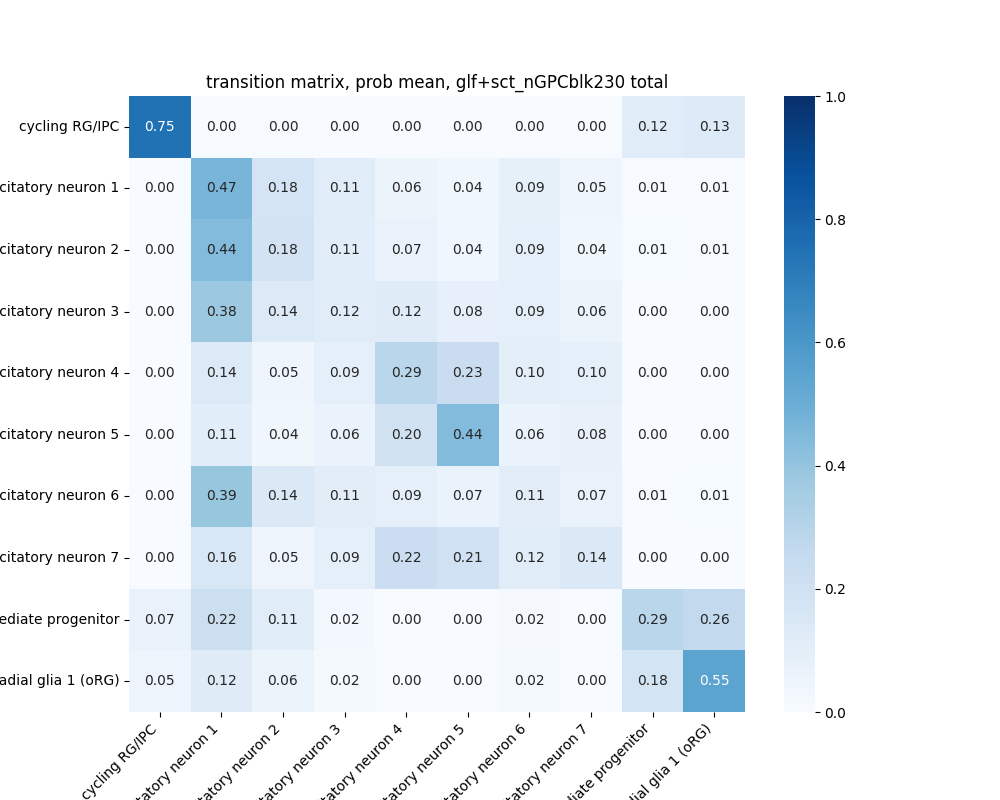 transition matrix, prob mean, glf+sct_nGPCblk230 total
cycling RG/IPC 0.75 0.00 0.00 0.00 0.00 0.00 0.00 0.00 0.12 0.13
citatory neuron 1 0.00 0.47 0.18 0.11 0.06 0.04 0.09 0.05 0.01 0.01
citatory neuron 2 0.00 0.44 0.18 0.11 0.07 0.04 0.09 0.04 0.01 0.01
citatory neuron 3 0.00 0.38 0.14 0.12 0.12 0.08 0.09 0.06 0.00 0.00
citatory neuron 4 0.00 0.14 0.05 0.09 0.29 0.23 0.10 0.10 0.00 0.00
citatory neuron 5 0.00 0.11 0.04 0.06 0.20 0.44 0.06 0.08 0.00 0.00
citatory neuron 6 0.00 0.39 0.14 0.11 0.09 0.07 0.11 0.07 0.01 0.01
citatory neuron 7 0.00 0.16 0.05 0.09 0.22 0.21 0.12 0.14 0.00 0.00
ediate progenitor 0.07 0.22 0.11 0.02 0.00 0.00 0.02 0.00 0.29 0.26
adial glia 1 (oRG) 0.05 0.12 0.06 0.02 0.00 0.00 0.02 0.00 0.18 0.55
cycling RG/IPC
tatory neuron 1
tatory neuron 2
tatory neuron 3
tatory neuron 4
tatory neuron 5
tatory neuron 6
tatory neuron 7
diate progenitor
dial glia 1 (oRG)
1.0
0.8
0.6
0.4
0.2
0.0